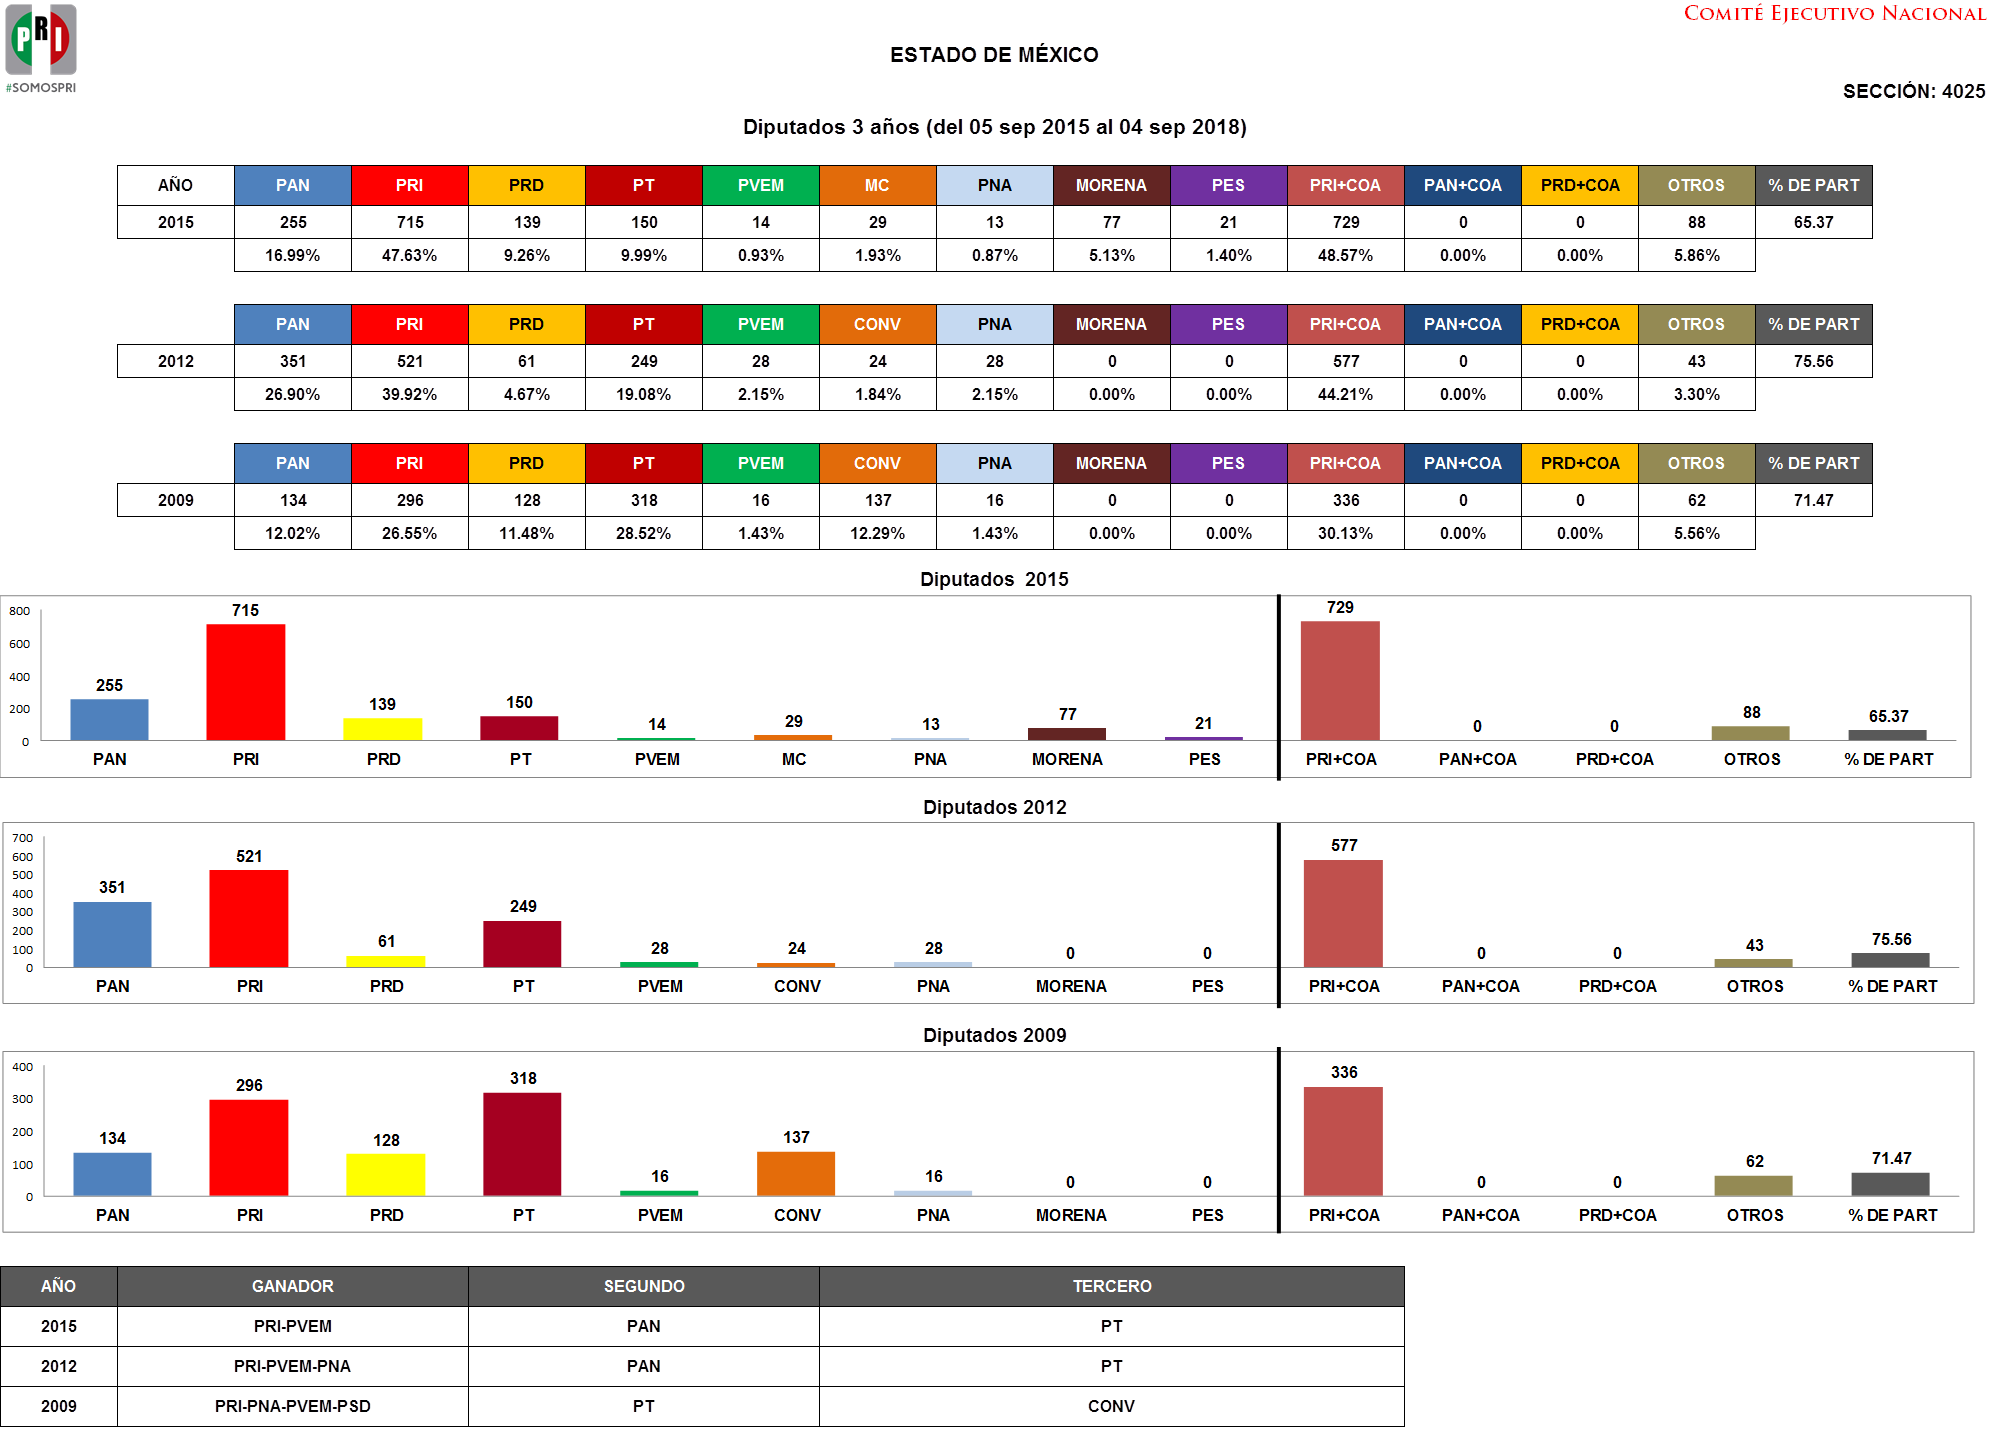 PRI
#SOMOSPRI
COMITÉ EJECUTIVO NACIONAL
ESTADO DE MÉXICO
SECCIÓN: 4025
Diputados 3 años (del 05 sep 2015 al 04 sep 2018)
AÑO PAN PRI PRD PT PVEM MC PNA MORENA PES PRI+COA PAN+COA PRD+COA OTROS % DE PART
2015 255 715 139 150 14 29 13 77 21 729 0 0 88 65.37
16.99% 47.63% 9.26% 9.99% 0.93% 1.93% 0.87% 5.13% 1.40% 48.57% 0.00% 0.00% 5.86%
PAN PRI PRD PT PVEM CONV PNA MORENA PES PRI+COA PAN+COA PRD+COA OTROS % DE PART
2012 351 521 61 249 28 24 28 0 0 577 0 0 43 75.56
26.90% 39.92% 4.67% 19.08% 2.15% 1.84% 2.15% 0.00% 0.00% 44.21% 0.00% 0.00% 3.30%
PAN PRI PRD PT PVEM CONV PNA MORENA PES PRI+COA PAN+COA PRD+COA OTROS % DE PART
2009 134 296 128 318 16 137 16 0 0 336 0 0 62 71.47
12.02% 26.55% 11.48% 28.52% 1.43% 12.29% 1.43% 0.00% 0.00% 30.13% 0.00% 0.00% 5.56%
Diputados 2015
800
600
400
200
0
255 715 139 150 14 29 13 77 21 729 0 0 88 65.37
PAN PRI PRD PT PVEM MC PNA MORENA PES PRI+COA PAN+COA PRD+COA OTROS % DE PART
Diputados 2012
700
600
500
400
300
200
100
0
351 521 61 249 28 24 28 0 0 577 0 0 43 75.56
PAN PRI PRD PT PVEM CONV PNA MORENA PES PRI+COA PAN+COA PRD+COA OTROS % DE PART
Diputados 2009
400
300
200
100
0
134 296 128 318 16 137 16 0 0 336 0 0 62 71.47
PAN PRI PRD PT PVEM CONV PNA MORENA PES PRI+COA PAN+COA PRD+COA OTROS % DE PART
AÑO GANADOR SEGUNDO TERCERO
2015 PRI-PVEM PAN PT
2012 PRI-PVEM-PNA PAN PT
2009 PRI-PNA-PVEM-PSD PT CONV